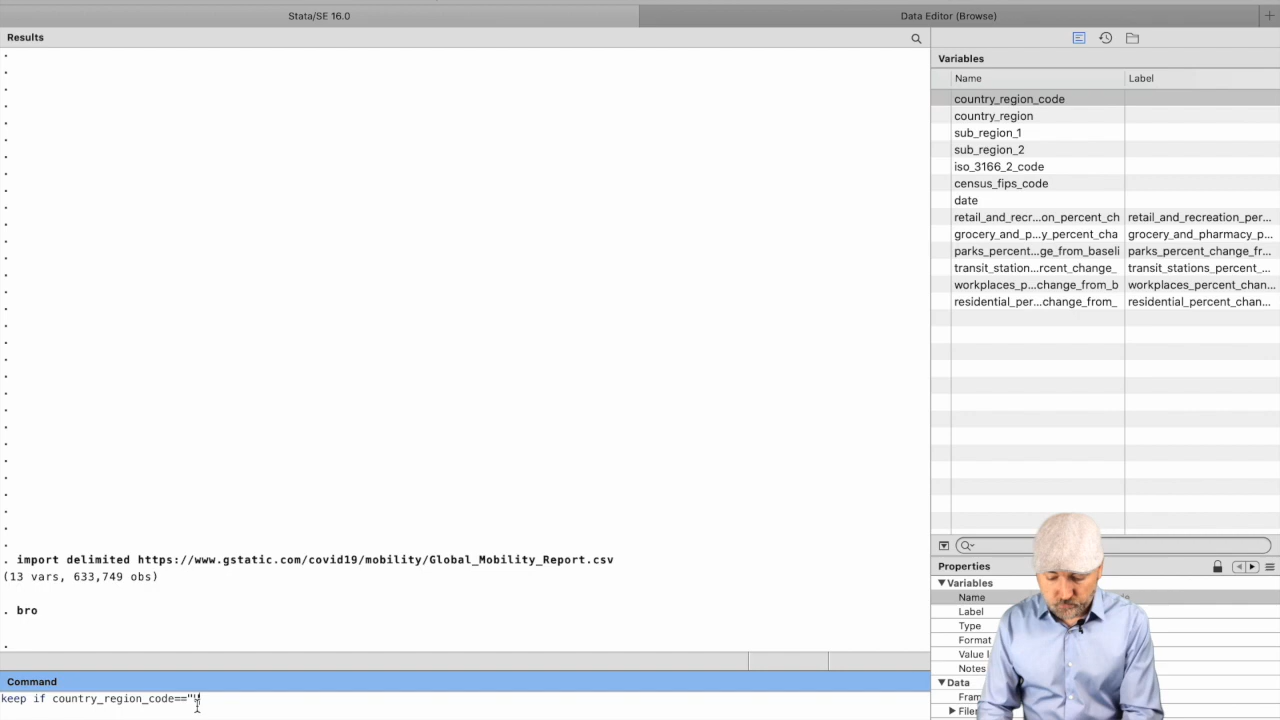 Stata/SE 16.0
Data Editor (Browse)
Results
. import delimited https://www.gstatic.com/covid19/mobility/Global_Mobility_Report.csv
(13 vars, 633,749 obs)
. bro
.
Command
keep if country_region_code=="
Variables
Name Label
country_region_code
country_region
sub_region_1
sub_region_2
iso_3166_2_code
census_fips_code
date
retail_and_recr...on_percent_ch retail_and_recreation_per...
grocery_and_p...y_percent_cha grocery_and_pharmacy_p...
parks_percent...ge_from_baseli parks_percent_change_fr...
transit_station...rcent_change_ transit_stations_percent_...
workplaces_p...change_from_b workplaces_percent_chan...
residential_per...change_from_ residential_percent_chan...
Properties
Variables
Name
Label
Type
Format
Value l
Notes
Data
Fram